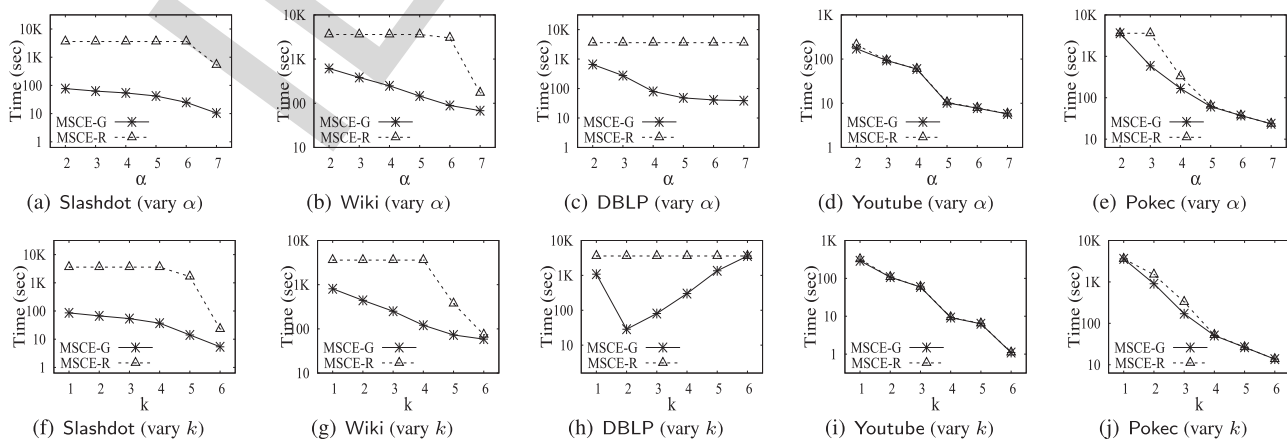 10K
1K
100
10
1
Time (sec)
MSCE-G
MSCE-R
2 3 4 5 6 7
α
(a) Slashdot (vary α)
10K
1K
100
10
Time (sec)
MSCE-G
MSCE-R
2 3 4 5 6 7
α
(b) Wiki (vary α)
10K
1K
100
10
1
Time (sec)
MSCE-G
MSCE-R
2 3 4 5 6 7
α
(c) DBLP (vary α)
1K
100
10
1
Time (sec)
MSCE-G
MSCE-R
2 3 4 5 6 7
α
(d) Youtube (vary α)
10K
1K
100
10
Time (sec)
MSCE-G
MSCE-R
2 3 4 5 6 7
α
(e) Pokec (vary α)
10K
1K
100
10
1
Time (sec)
MSCE-G
MSCE-R
1 2 3 4 5 6
k
(f) Slashdot (vary k)
10K
1K
100
10
Time (sec)
MSCE-G
MSCE-R
1 2 3 4 5 6
k
(g) Wiki (vary k)
10K
1K
100
10
Time (sec)
MSCE-G
MSCE-R
1 2 3 4 5 6
k
(h) DBLP (vary k)
1K
100
10
1
Time (sec)
MSCE-G
MSCE-R
1 2 3 4 5 6
k
(i) Youtube (vary k)
10K
1K
100
10
Time (sec)
MSCE-G
MSCE-R
1 2 3 4 5 6
k
(j) Pokec (vary k)